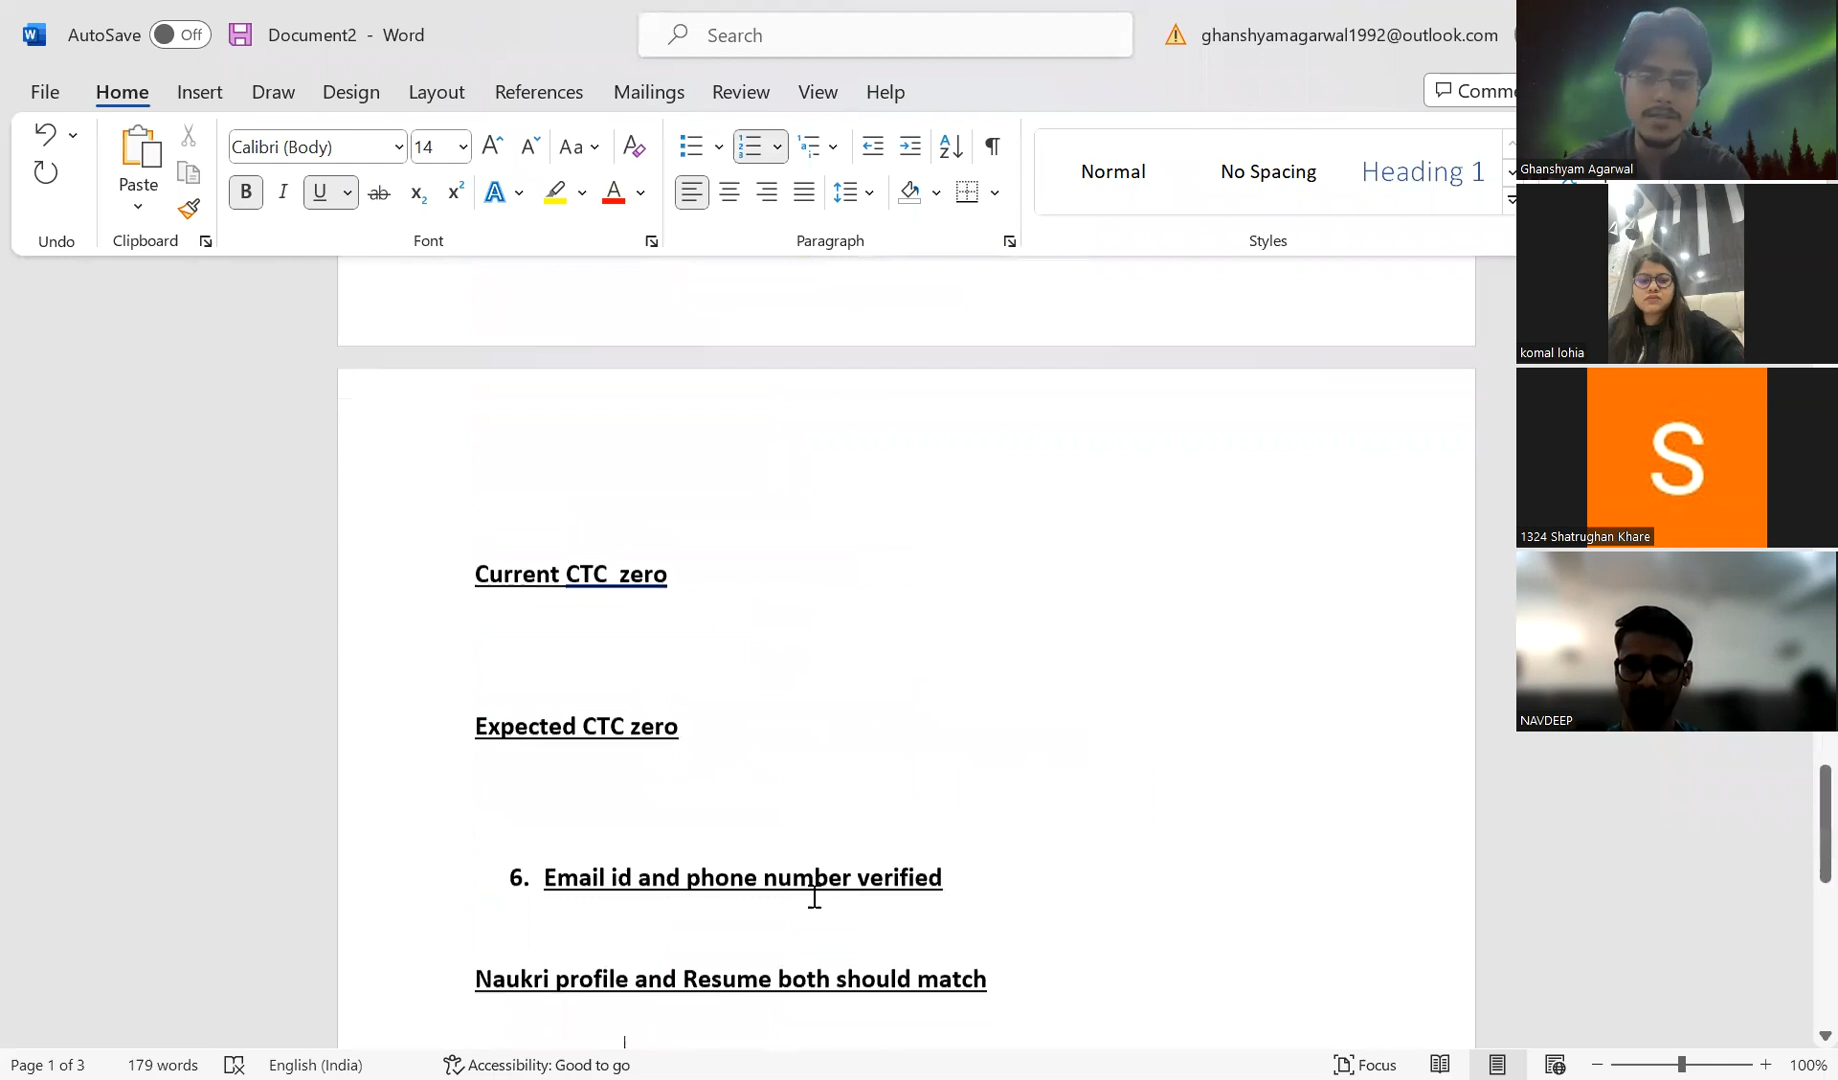 AutoSave Off Document2 - Word
Search
ghanshyamagarwal1992@outlook.com
File Home Insert Draw Design Layout References Mailings Review View Help
Comme
Calibri (Body) 14
Paste
Normal No Spacing Heading 1
Undo Clipboard Font Paragraph Styles
Ghanshyam Agarwal
komal lohia
S
1324 Shatrughan Khare
NAVDEEP
Current CTC  zero
Expected CTC zero
6. Email id and phone number verified
Naukri profile and Resume both should match
Page 1 of 3 179 words English (India) Accessibility: Good to go Focus 100%